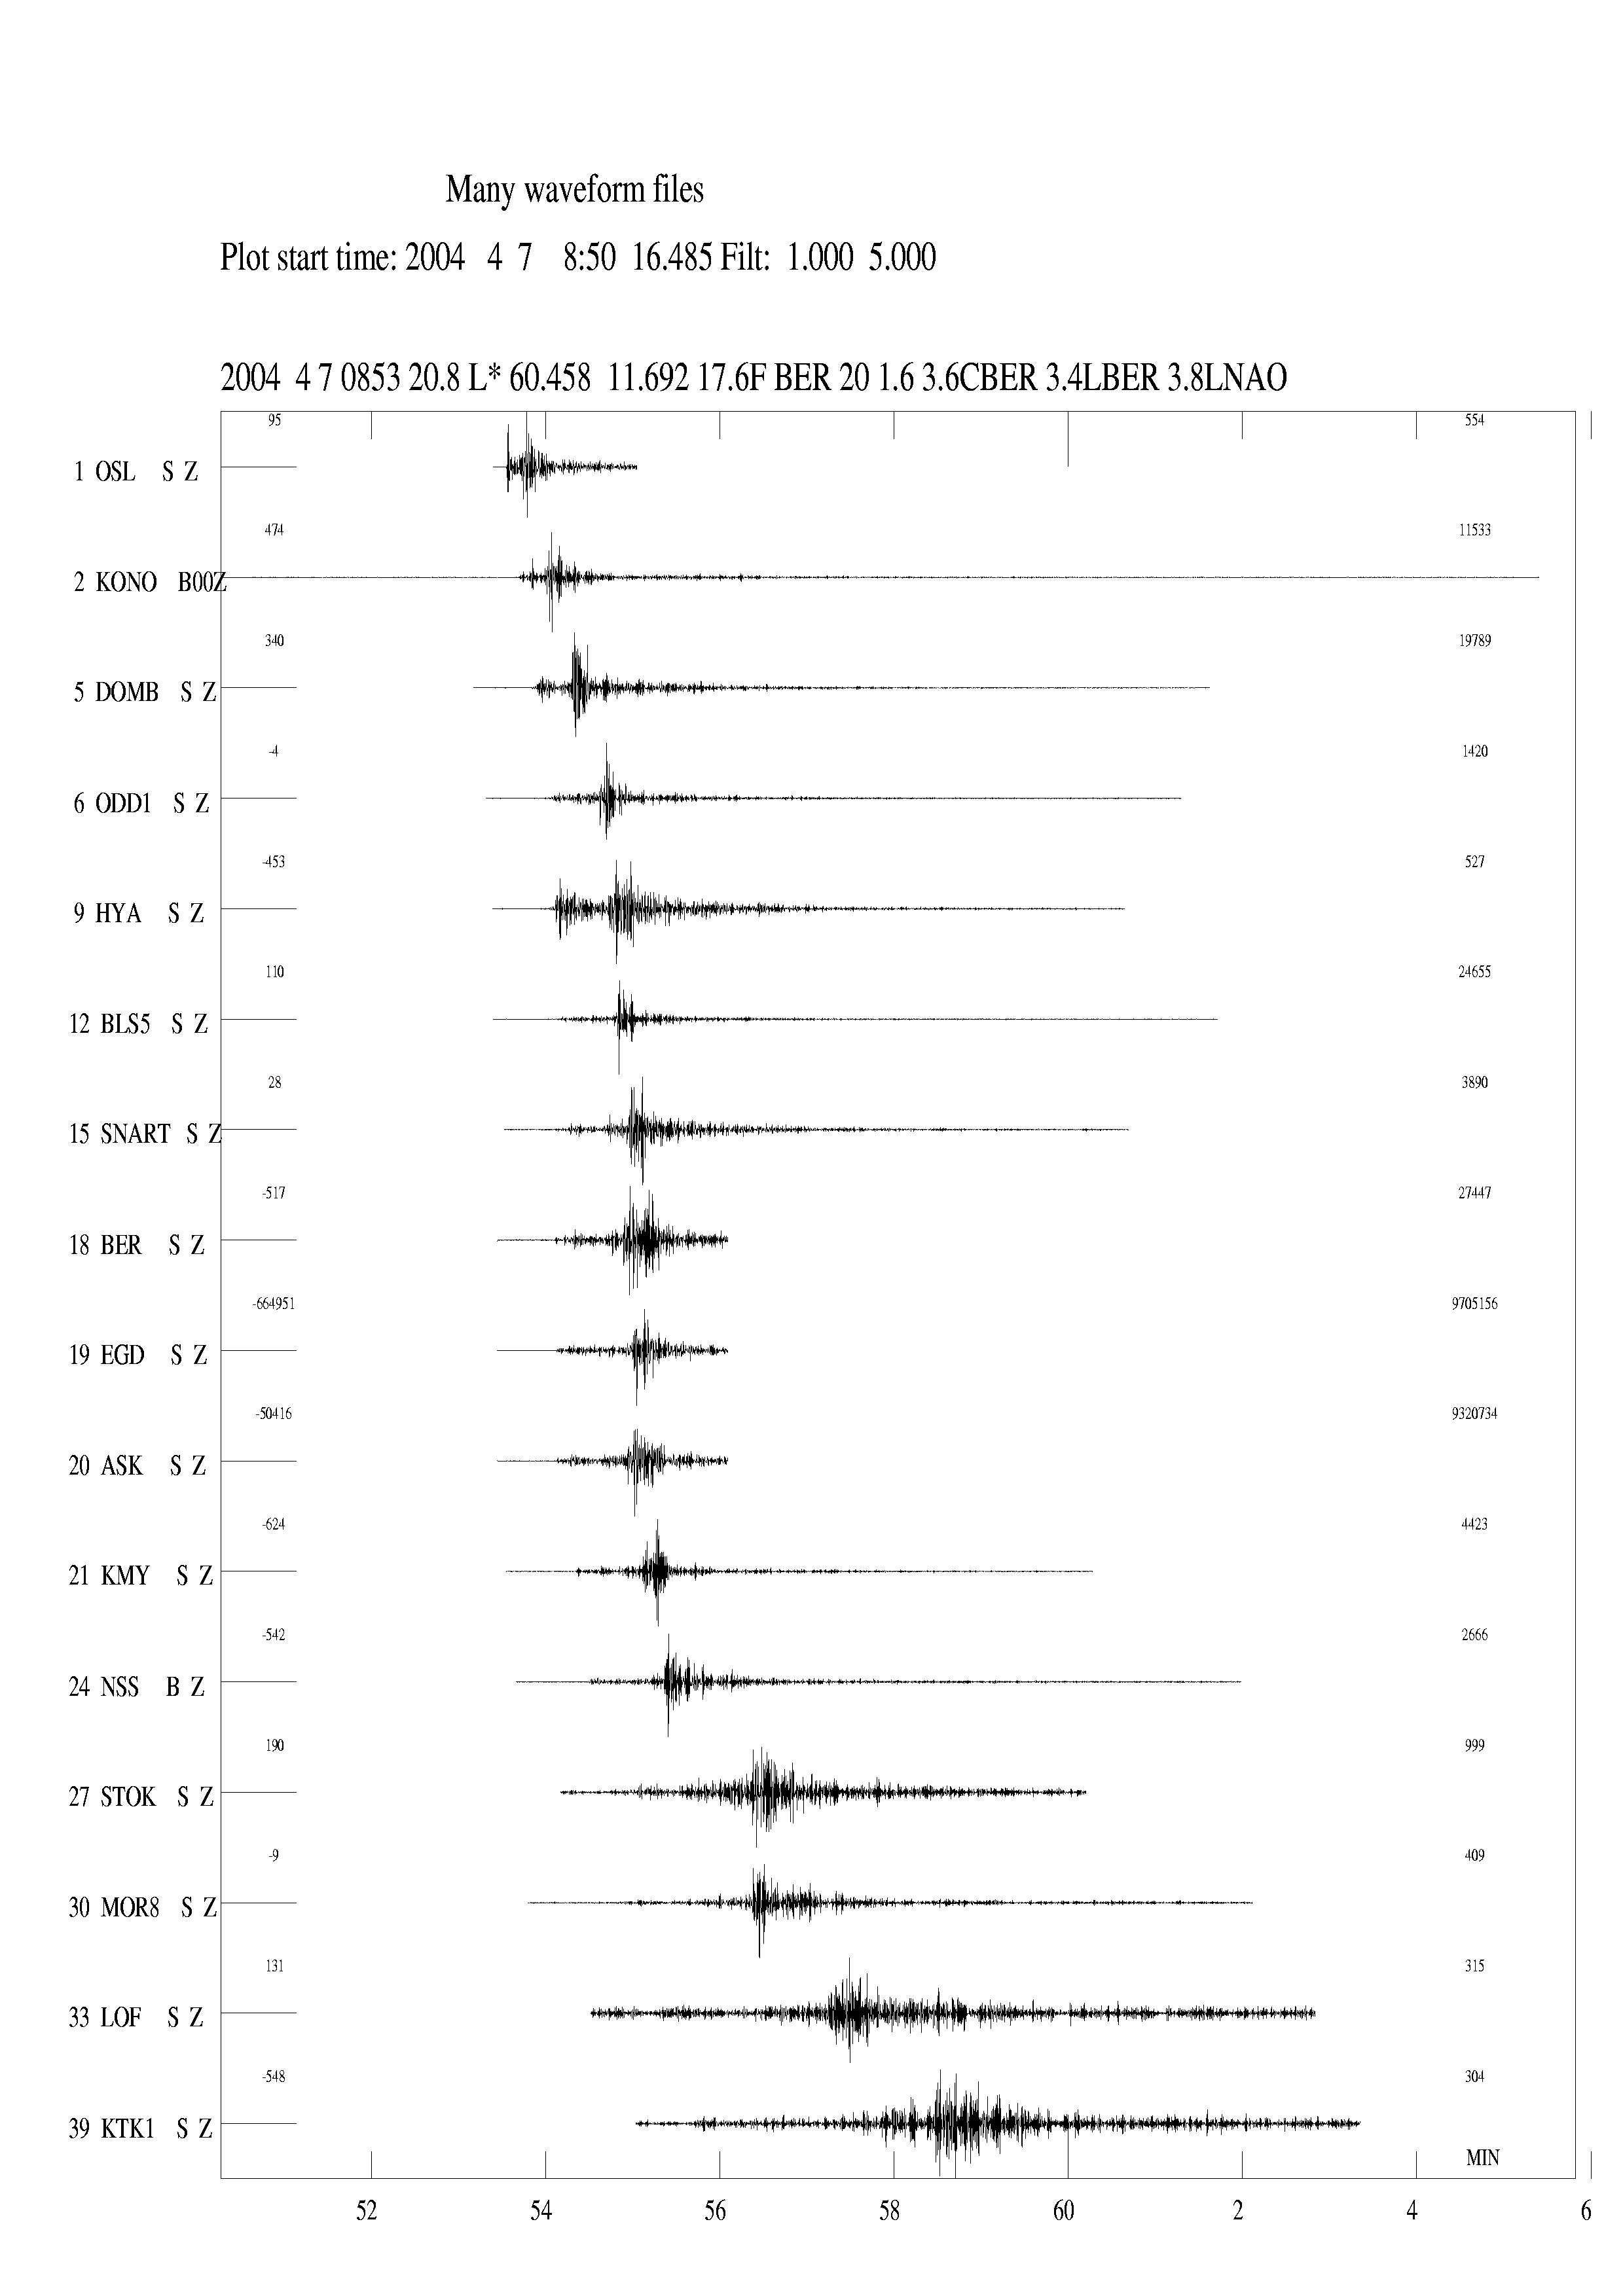 Many waveform files
Plot start time: 2004 4 7 8:50 16.485 Filt: 1.000 5.000
2004 4 7 0853 20.8 L* 60.458 11.692 17.6F BER 20 1.6 3.6CBER 3.4LBER 3.8LNAO
95 554
1 OSL S Z
474 11533
2 KONO B00Z
340 19789
5 DOMB S Z
-4 1420
6 ODD1 S Z
-453 527
9 HYA S Z
110 24655
12 BLS5 S Z
28 3890
15 SNART S Z
-517 27447
18 BER S Z
-664951 9705156
19 EGD S Z
-50416 9320734
20 ASK S Z
-624 4423
21 KMY S Z
-542 2666
24 NSS B Z
190 999
27 STOK S Z
-9 409
30 MOR8 S Z
131 315
33 LOF S Z
-548 304
39 KTK1 S Z
MIN
52 54 56 58 60 2 4 6